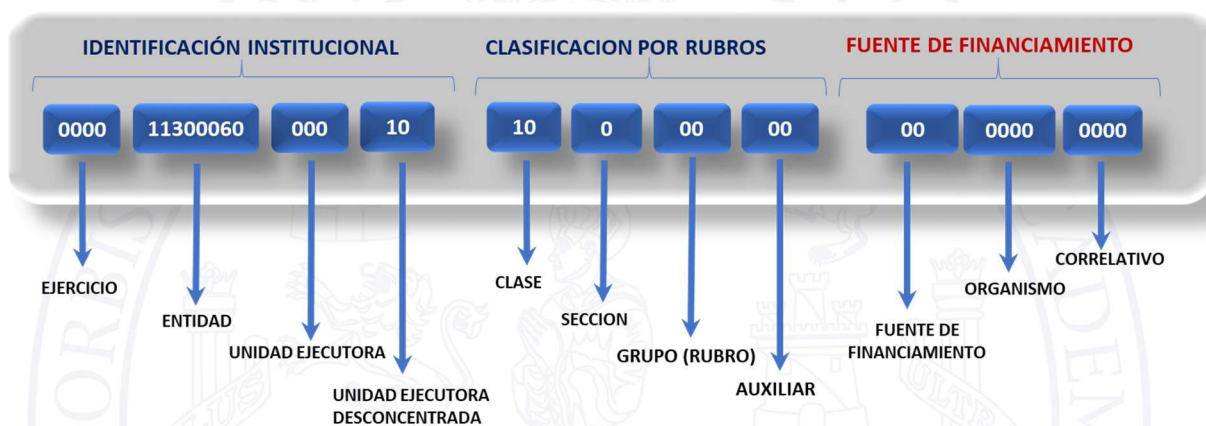 IDENTIFICACIÓN INSTITUCIONAL
CLASIFICACION POR RUBROS
FUENTE DE FINANCIAMIENTO
0000 11300060 000 10 10 0 00 00 00 0000 0000
EJERCICIO
ENTIDAD
UNIDAD EJECUTORA
UNIDAD EJECUTORA
DESCONCENTRADA
CLASE
SECCION
GRUPO (RUBRO)
AUXILIAR
FUENTE DE
FINANCIAMIENTO
ORGANISMO
CORRELATIVO
ORBIS